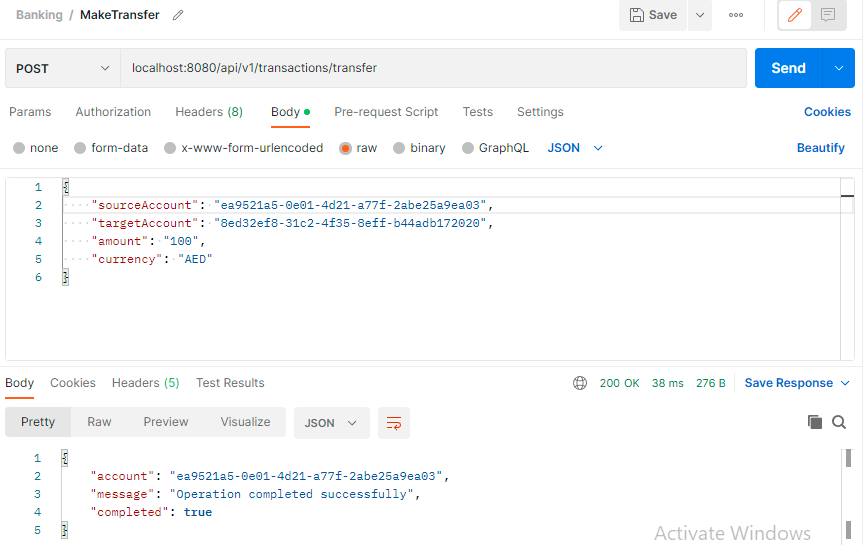 Banking / MakeTransfer
Save
POST
localhost:8080/api/v1/transactions/transfer
Send
Params Authorization Headers (8) Body Pre-request Script Tests Settings Cookies
none form-data x-www-form-urlencoded raw binary GraphQL JSON Beautify
1 {
2 "sourceAccount": "ea9521a5-0e01-4d21-a77f-2abe25a9ea03",
3 "targetAccount": "8ed32ef8-31c2-4f35-8eff-b44adb172020",
4 "amount": "100",
5 "currency": "AED"
6 }
Body Cookies Headers (5) Test Results 200 OK 38 ms 276 B Save Response
Pretty Raw Preview Visualize JSON
1 {
2 "account": "ea9521a5-0e01-4d21-a77f-2abe25a9ea03",
3 "message": "Operation completed successfully",
4 "completed": true
5 }
Activate Windows